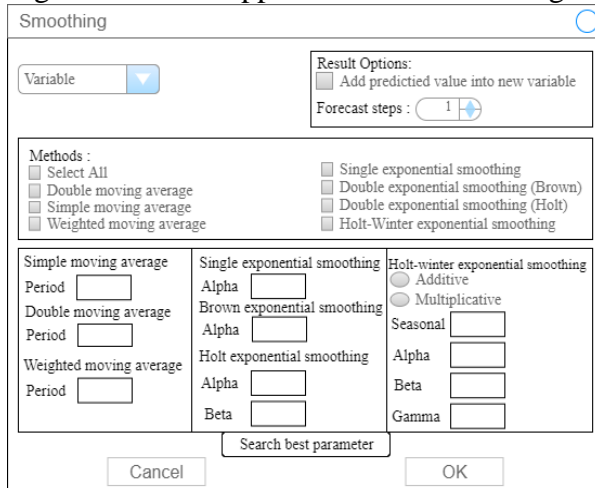 Smoothing
Variable
Result Options:
Add predictied value into new variable
Forecast steps : 1
Methods :
Select All
Double moving average
Simple moving average
Weighted moving average
Single exponential smoothing
Double exponential smoothing (Brown)
Double exponential smoothing (Holt)
Holt-Winter exponential smoothing
Simple moving average
Period
Double moving average
Period
Weighted moving average
Period
Single exponential smoothing
Alpha
Brown exponential smoothing
Alpha
Holt exponential smoothing
Alpha
Beta
Holt-winter exponential smoothing
Additive
Multiplicative
Seasonal
Alpha
Beta
Gamma
Search best parameter
Cancel
OK